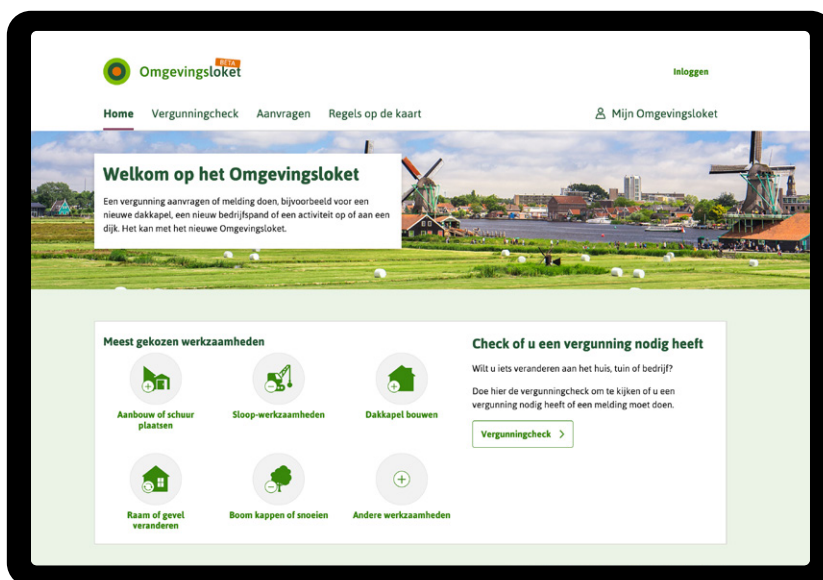 BETA
Omgevingsloket
Inloggen
Home Vergunningcheck Aanvragen Regels op de kaart Mijn Omgevingsloket
Welkom op het Omgevingsloket
Een vergunning aanvragen of melding doen, bijvoorbeeld voor een
nieuwe dakkapel, een nieuw bedrijfspand of een activiteit op of aan een
dijk. Het kan met het nieuwe Omgevingsloket.
Meest gekozen werkzaamheden
Aanbouw of schuur
plaatsen
Sloop-werkzaamheden
Dakkapel bouwen
Raam of gevel
veranderen
Boom kappen of snoeien
Andere werkzaamheden
Check of u een vergunning nodig heeft
Wilt u iets veranderen aan het huis, tuin of bedrijf?
Doe hier de vergunningcheck om te kijken of u een
vergunning nodig heeft of een melding moet doen.
Vergunningcheck